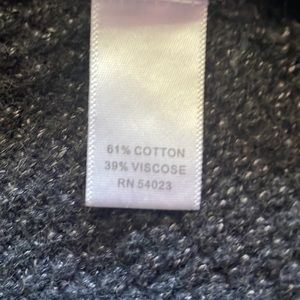 61% COTTON
39% VISCOSE
RN 54023